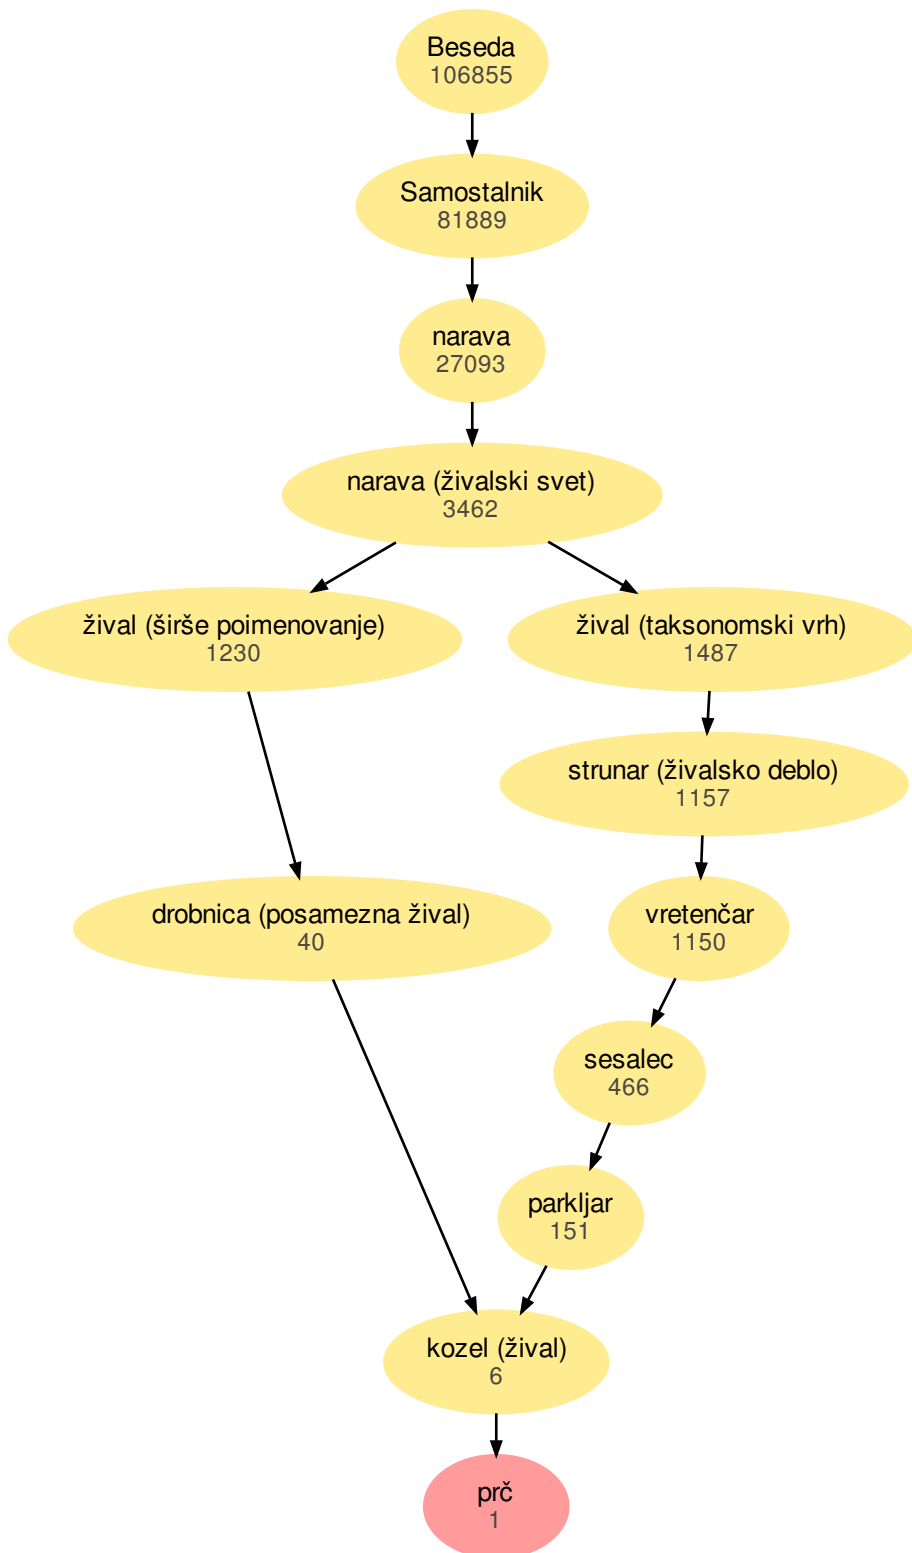 Beseda
106855
Samostalnik
81889
narava
27093
narava (živalski svet)
3462
žival (širše poimenovanje)
1230
žival (taksonomski vrh)
1487
strunar (živalsko deblo)
1157
drobnica (posamezna žival)
40
vretenčar
1150
sesalec
466
parkljar
151
kozel (žival)
6
prč
1